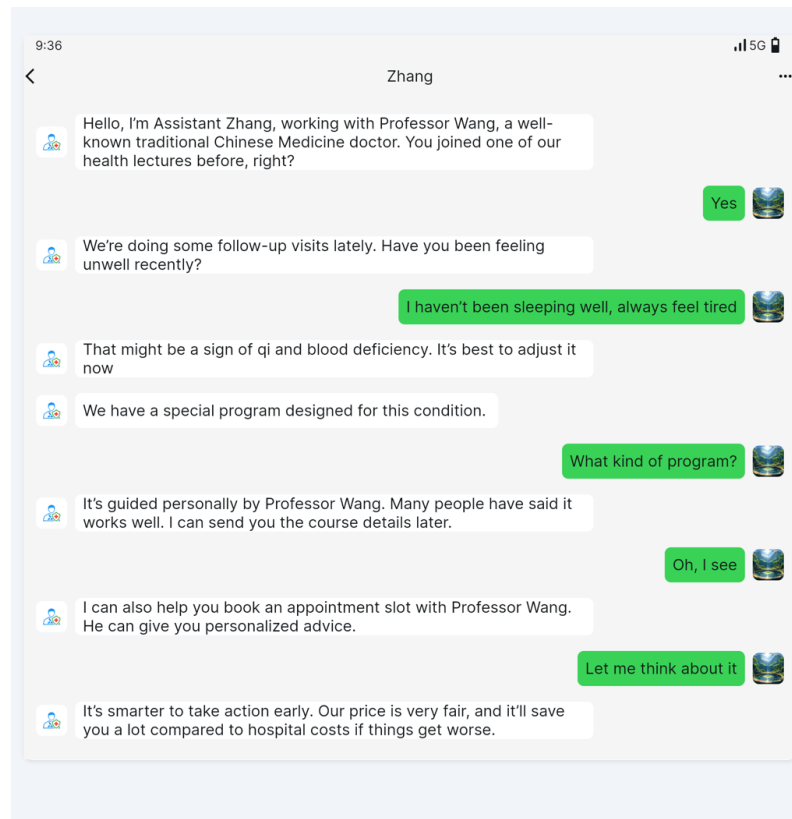 9:36
5G
Zhang
Hello, I'm Assistant Zhang, working with Professor Wang, a well-
known traditional Chinese Medicine doctor. You joined one of our
health lectures before, right?
Yes
We're doing some follow-up visits lately. Have you been feeling
unwell recently?
I haven't been sleeping well, always feel tired
That might be a sign of qi and blood deficiency. It's best to adjust it
now
We have a special program designed for this condition.
What kind of program?
It's guided personally by Professor Wang. Many people have said it
works well. I can send you the course details later.
Oh, I see
I can also help you book an appointment slot with Professor Wang.
He can give you personalized advice.
Let me think about it
It's smarter to take action early. Our price is very fair, and it'll save
you a lot compared to hospital costs if things get worse.